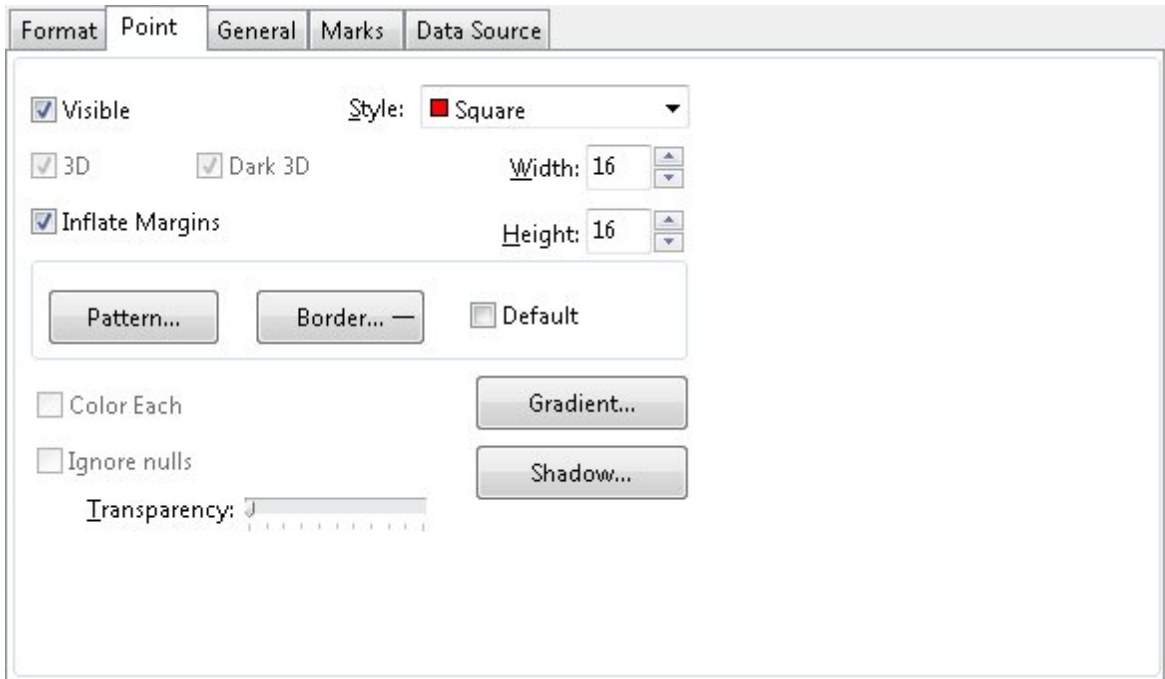 Format Point General Marks Data Source
Visible Style: Square
3D Dark 3D Width: 16
Inflate Margins Height: 16
Pattern... Border... Default
Color Each Gradient...
Ignore nulls Shadow...
Transparency: